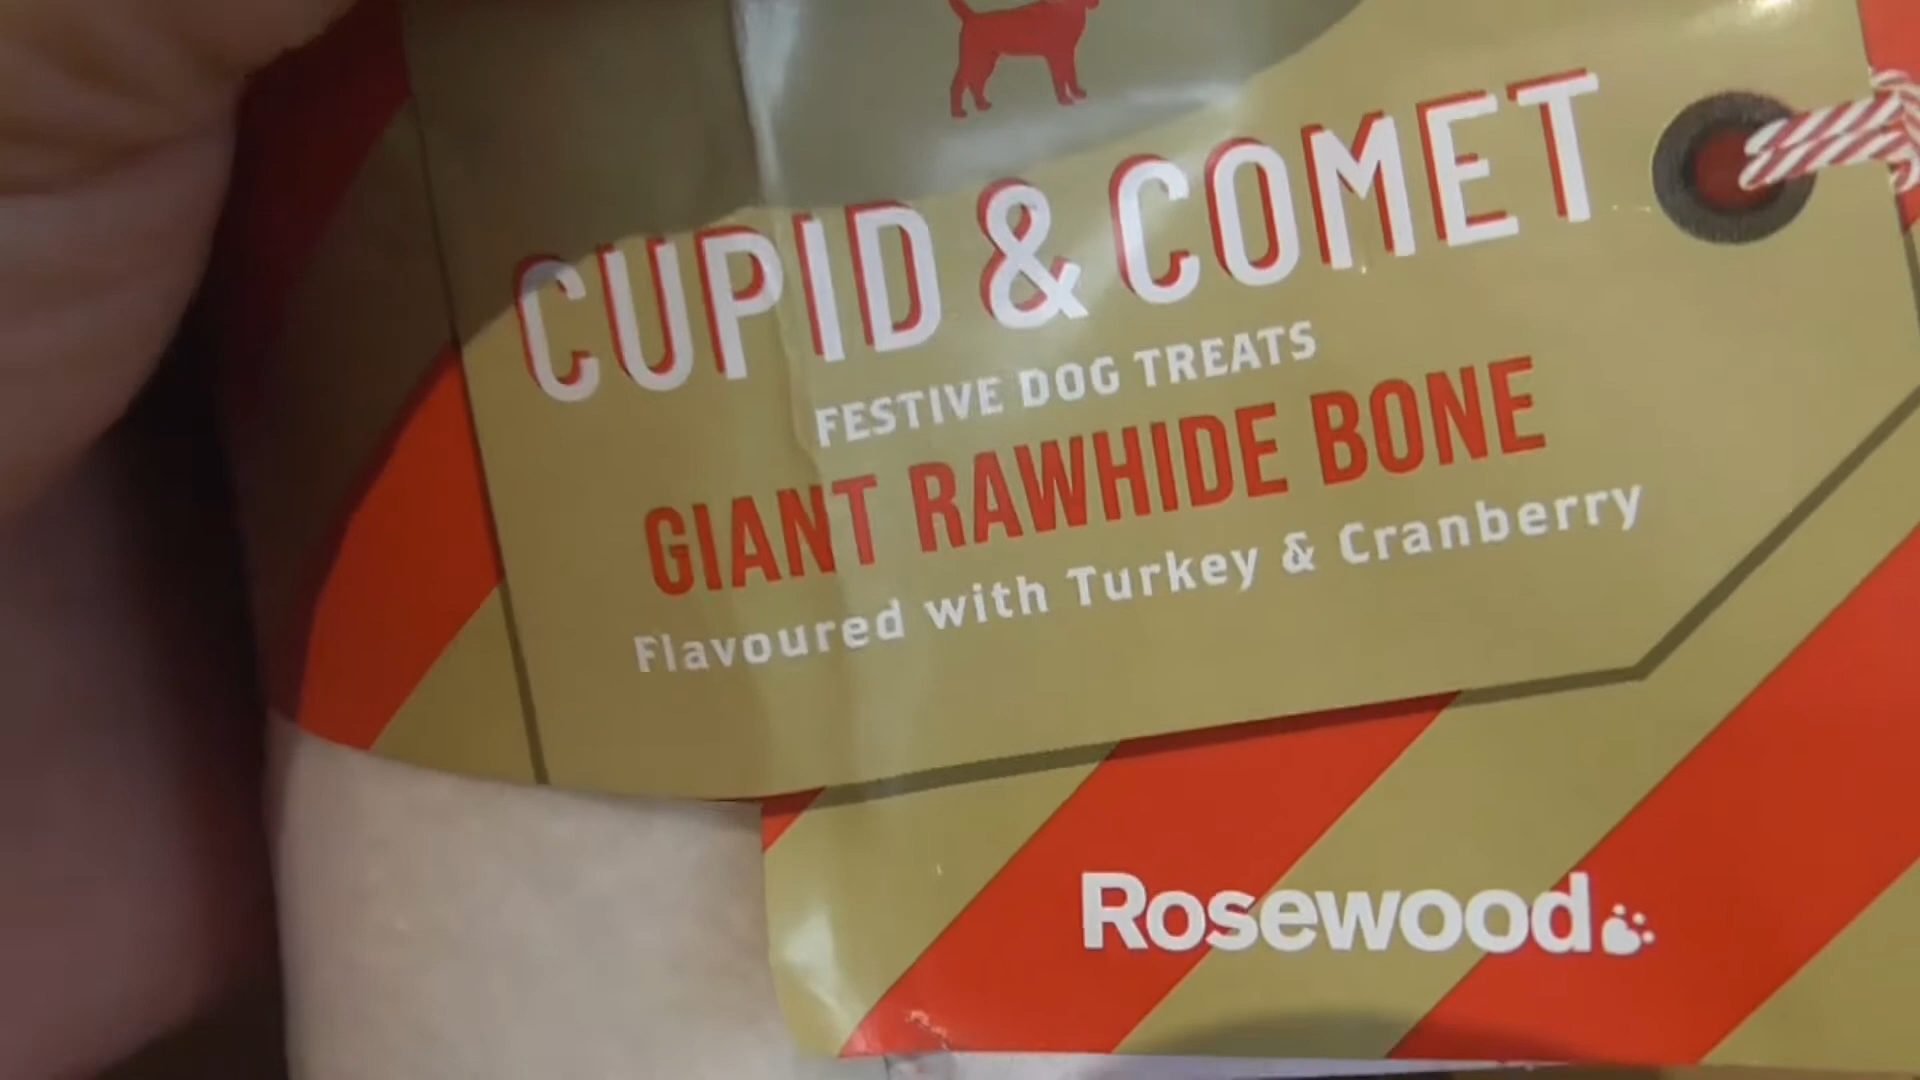 CUPID & COMET
FESTIVE DOG TREATS
GIANT RAWHIDE BONE
Flavoured with Turkey & Cranberry
Rosewood